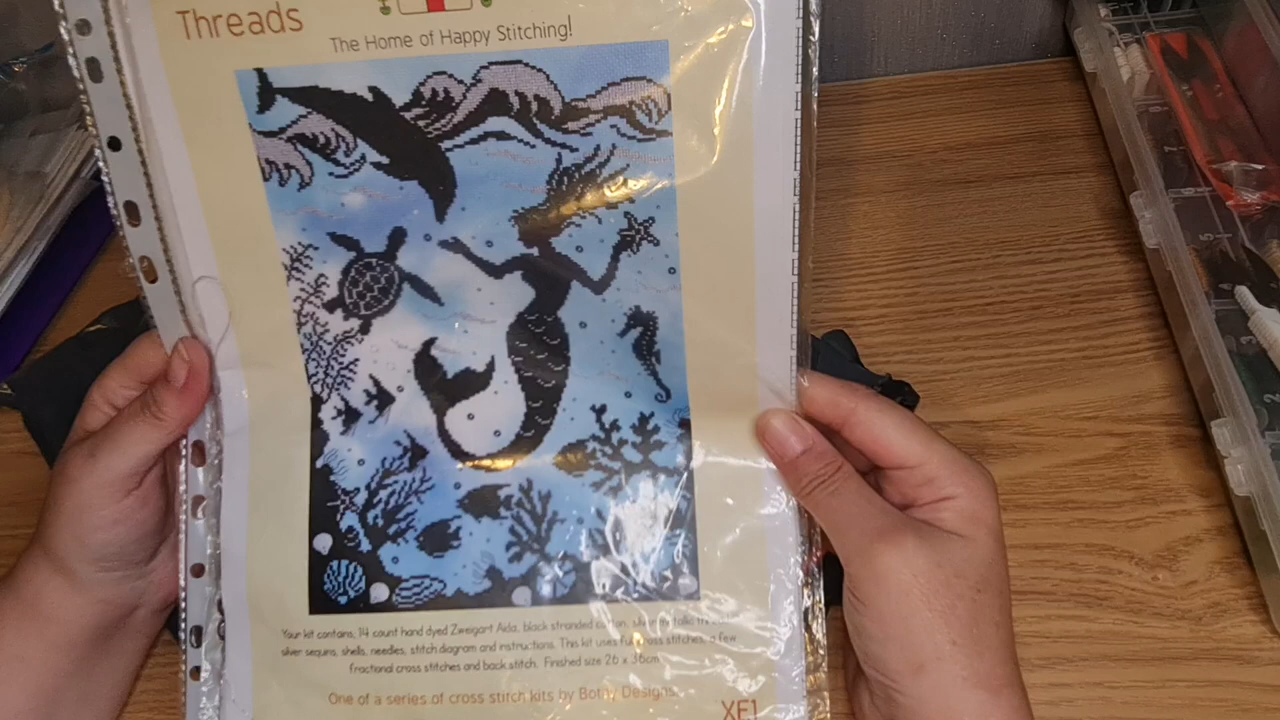 Threads
The Home of Happy Stitching!
Your kit contains, 14 count hand dyed Zweigart Aida, black stranded cotton, silver metallic
silver sequins, shells, needles, stitch diagram and instructions. This kit uses full cross stitches, a few
fractional cross stitches and back stitch. Finished size 26 x 36cm
One of a series of cross stitch kits by Bothy Designs
XE1